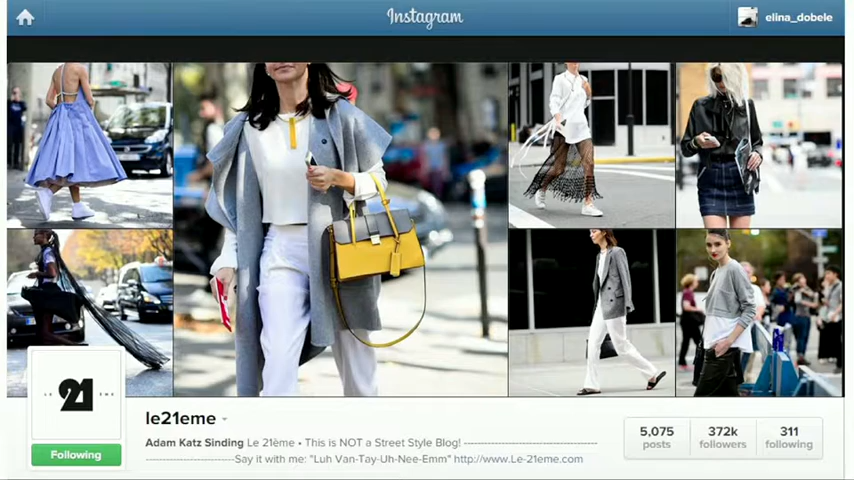 Instagram
elina_dobele
LE 21 EME
Following
le21eme
Adam Katz Sinding Le 21ème • This is NOT a Street Style Blog! ----------------------------------------
--------------------------Say it with me: "Luh Van-Tay-Uh-Nee-Emm" http://www.Le-21eme.com
5,075
posts
372k
followers
311
following